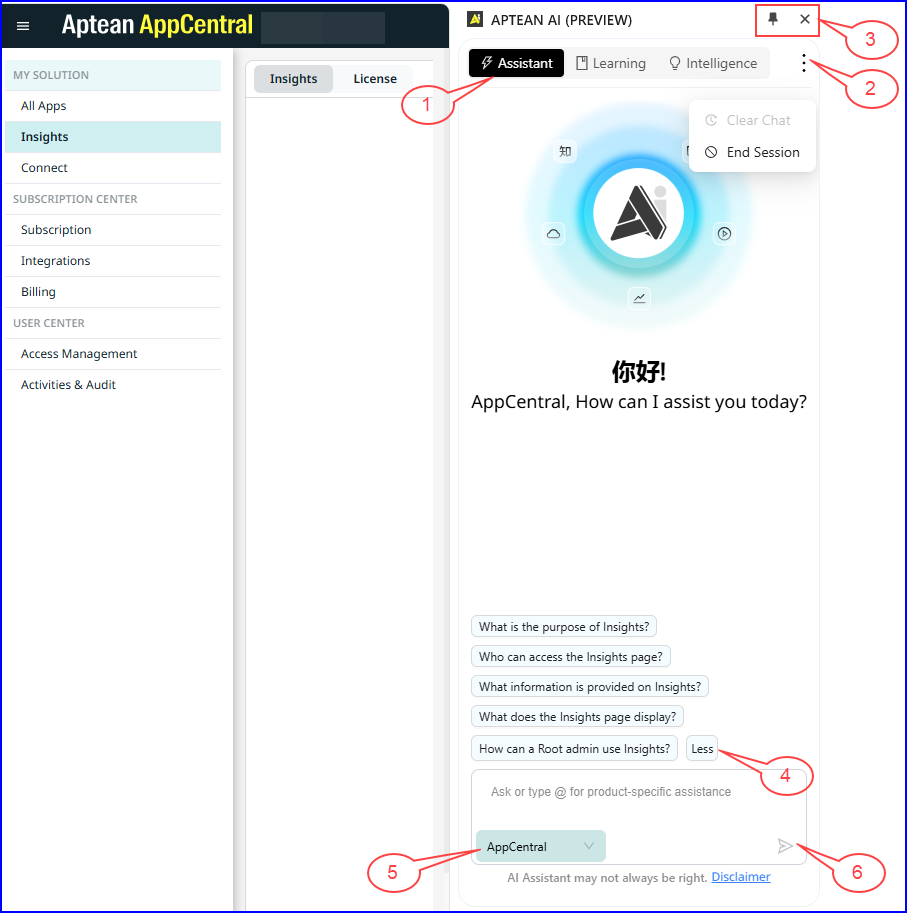 Aptean AppCentral
MY SOLUTION
All Apps
Insights
Connect
SUBSCRIPTION CENTER
Subscription
Integrations
Billing
USER CENTER
Access Management
Activities & Audit
Insights License
APTEAN AI (PREVIEW)
3
Assistant Learning Intelligence
2
1
Clear Chat
End Session
知
Ai
你好!
AppCentral, How can I assist you today?
What is the purpose of Insights?
Who can access the Insights page?
What information is provided on Insights?
What does the Insights page display?
How can a Root admin use Insights? Less
4
Ask or type @ for product-specific assistance
AppCentral
5
6
AI Assistant may not always be right. Disclaimer